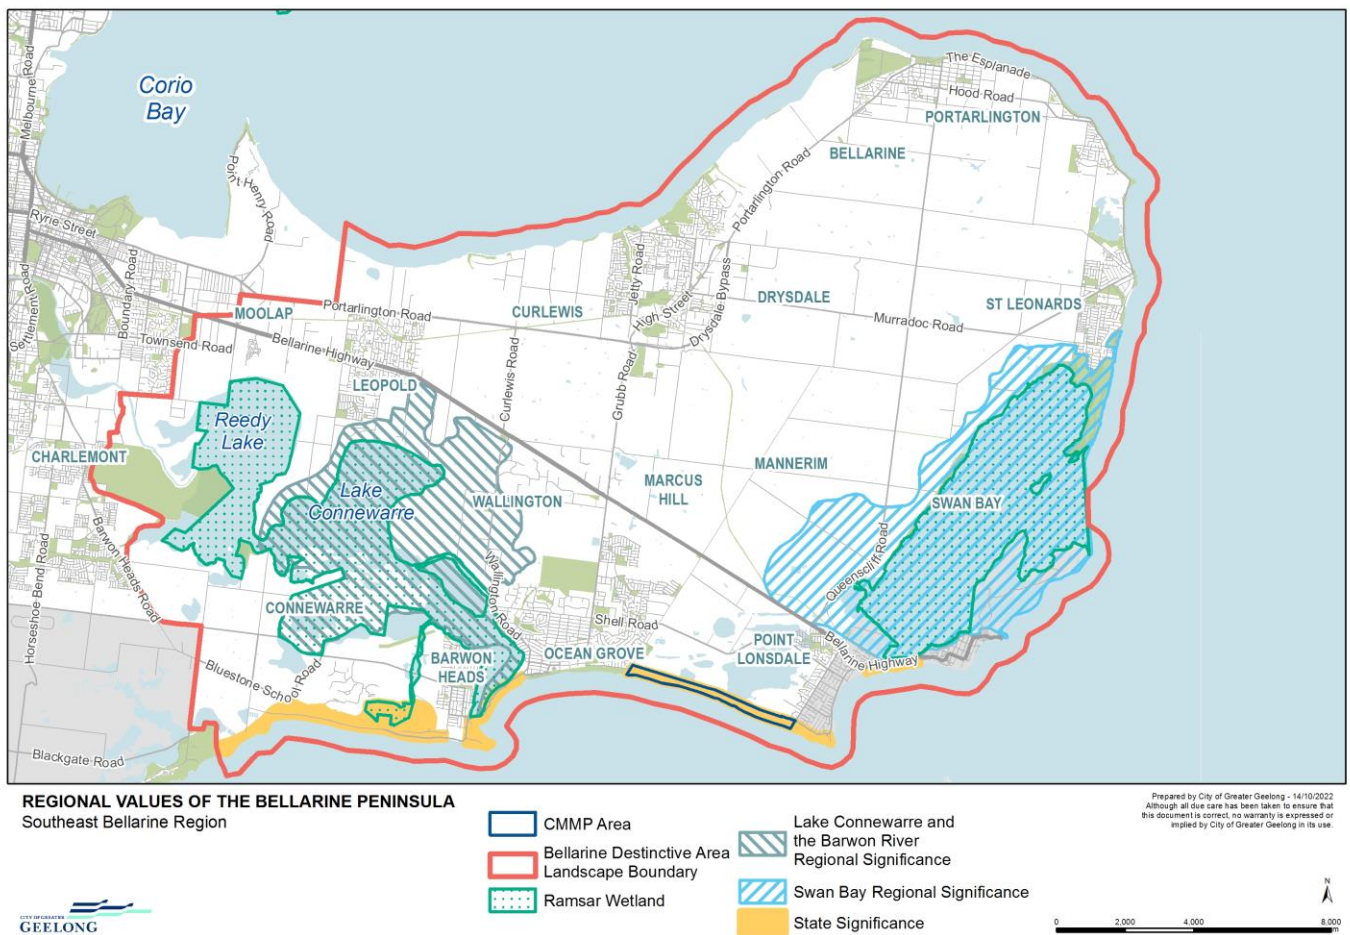 Corio
Bay
Melbourne Road
Point Henry Road
Ryrie Street
Settlement Road
Boundary Road
Townsend Road
MOOLAP
Portarlington Road
Bellarine Highway
LEOPOLD
CURLEWIS
Curlewis Road
Jetty Road
High Street
Drysdale Bypass
Grubb Road
Portarlington Road
The Esplanade
Hood Road
PORTARLINGTON
BELLARINE
DRYSDALE
Murradoc Road
ST LEONARDS
Reedy
Lake
CHARLEMONT
Lake
Connewarre
WALLINGTON
MARCUS
HILL
MANNERIM
SWAN BAY
Queenscliff Road
Horseshoe Bend Road
Barwon Heads Road
CONNEWARRE
Wallington Road
Shell Road
OCEAN GROVE
BARWON
HEADS
POINT
LONSDALE
Bellarine Highway
Bluestone School Road
Blackgate Road
REGIONAL VALUES OF THE BELLARINE PENINSULA
Southeast Bellarine Region
CMMP Area
Bellarine Destinctive Area
Landscape Boundary
Ramsar Wetland
Lake Connewarre and
the Barwon River
Regional Significance
Swan Bay Regional Significance
State Significance
Prepared by City of Greater Geelong - 14/10/2022
Although all due care has been taken to ensure that
this document is correct, no warranty is expressed or
implied by City of Greater Geelong in its use.
N
0 2,000 4,000 8,000
m
CITY OF GREATER
GEELONG